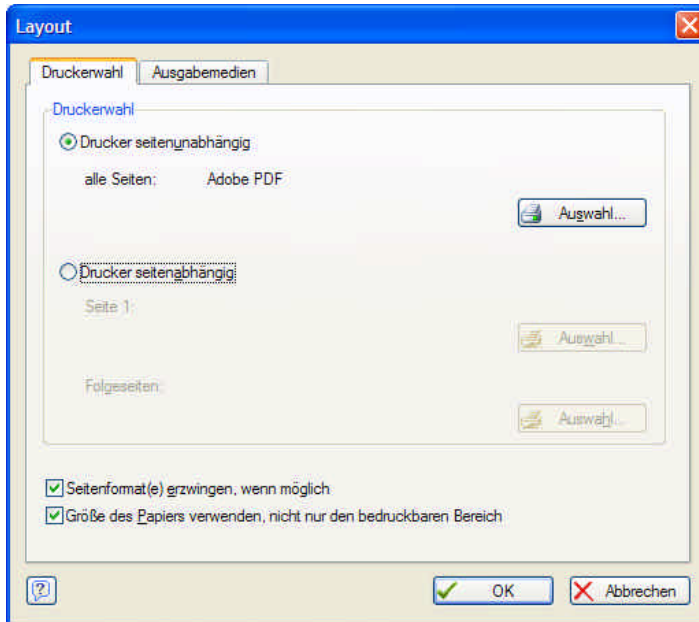 Layout
Druckerwahl Ausgabemedien
Druckerwahl
Drucker seitenunabhängig
alle Seiten: Adobe PDF
Auswahl...
Drucker seitenabhängig
Seite 1:
Auswahl...
Folgeseiten:
Auswahl...
Seitenformat(e) erzwingen, wenn möglich
Größe des Papiers verwenden, nicht nur den bedruckbaren Bereich
? OK Abbrechen